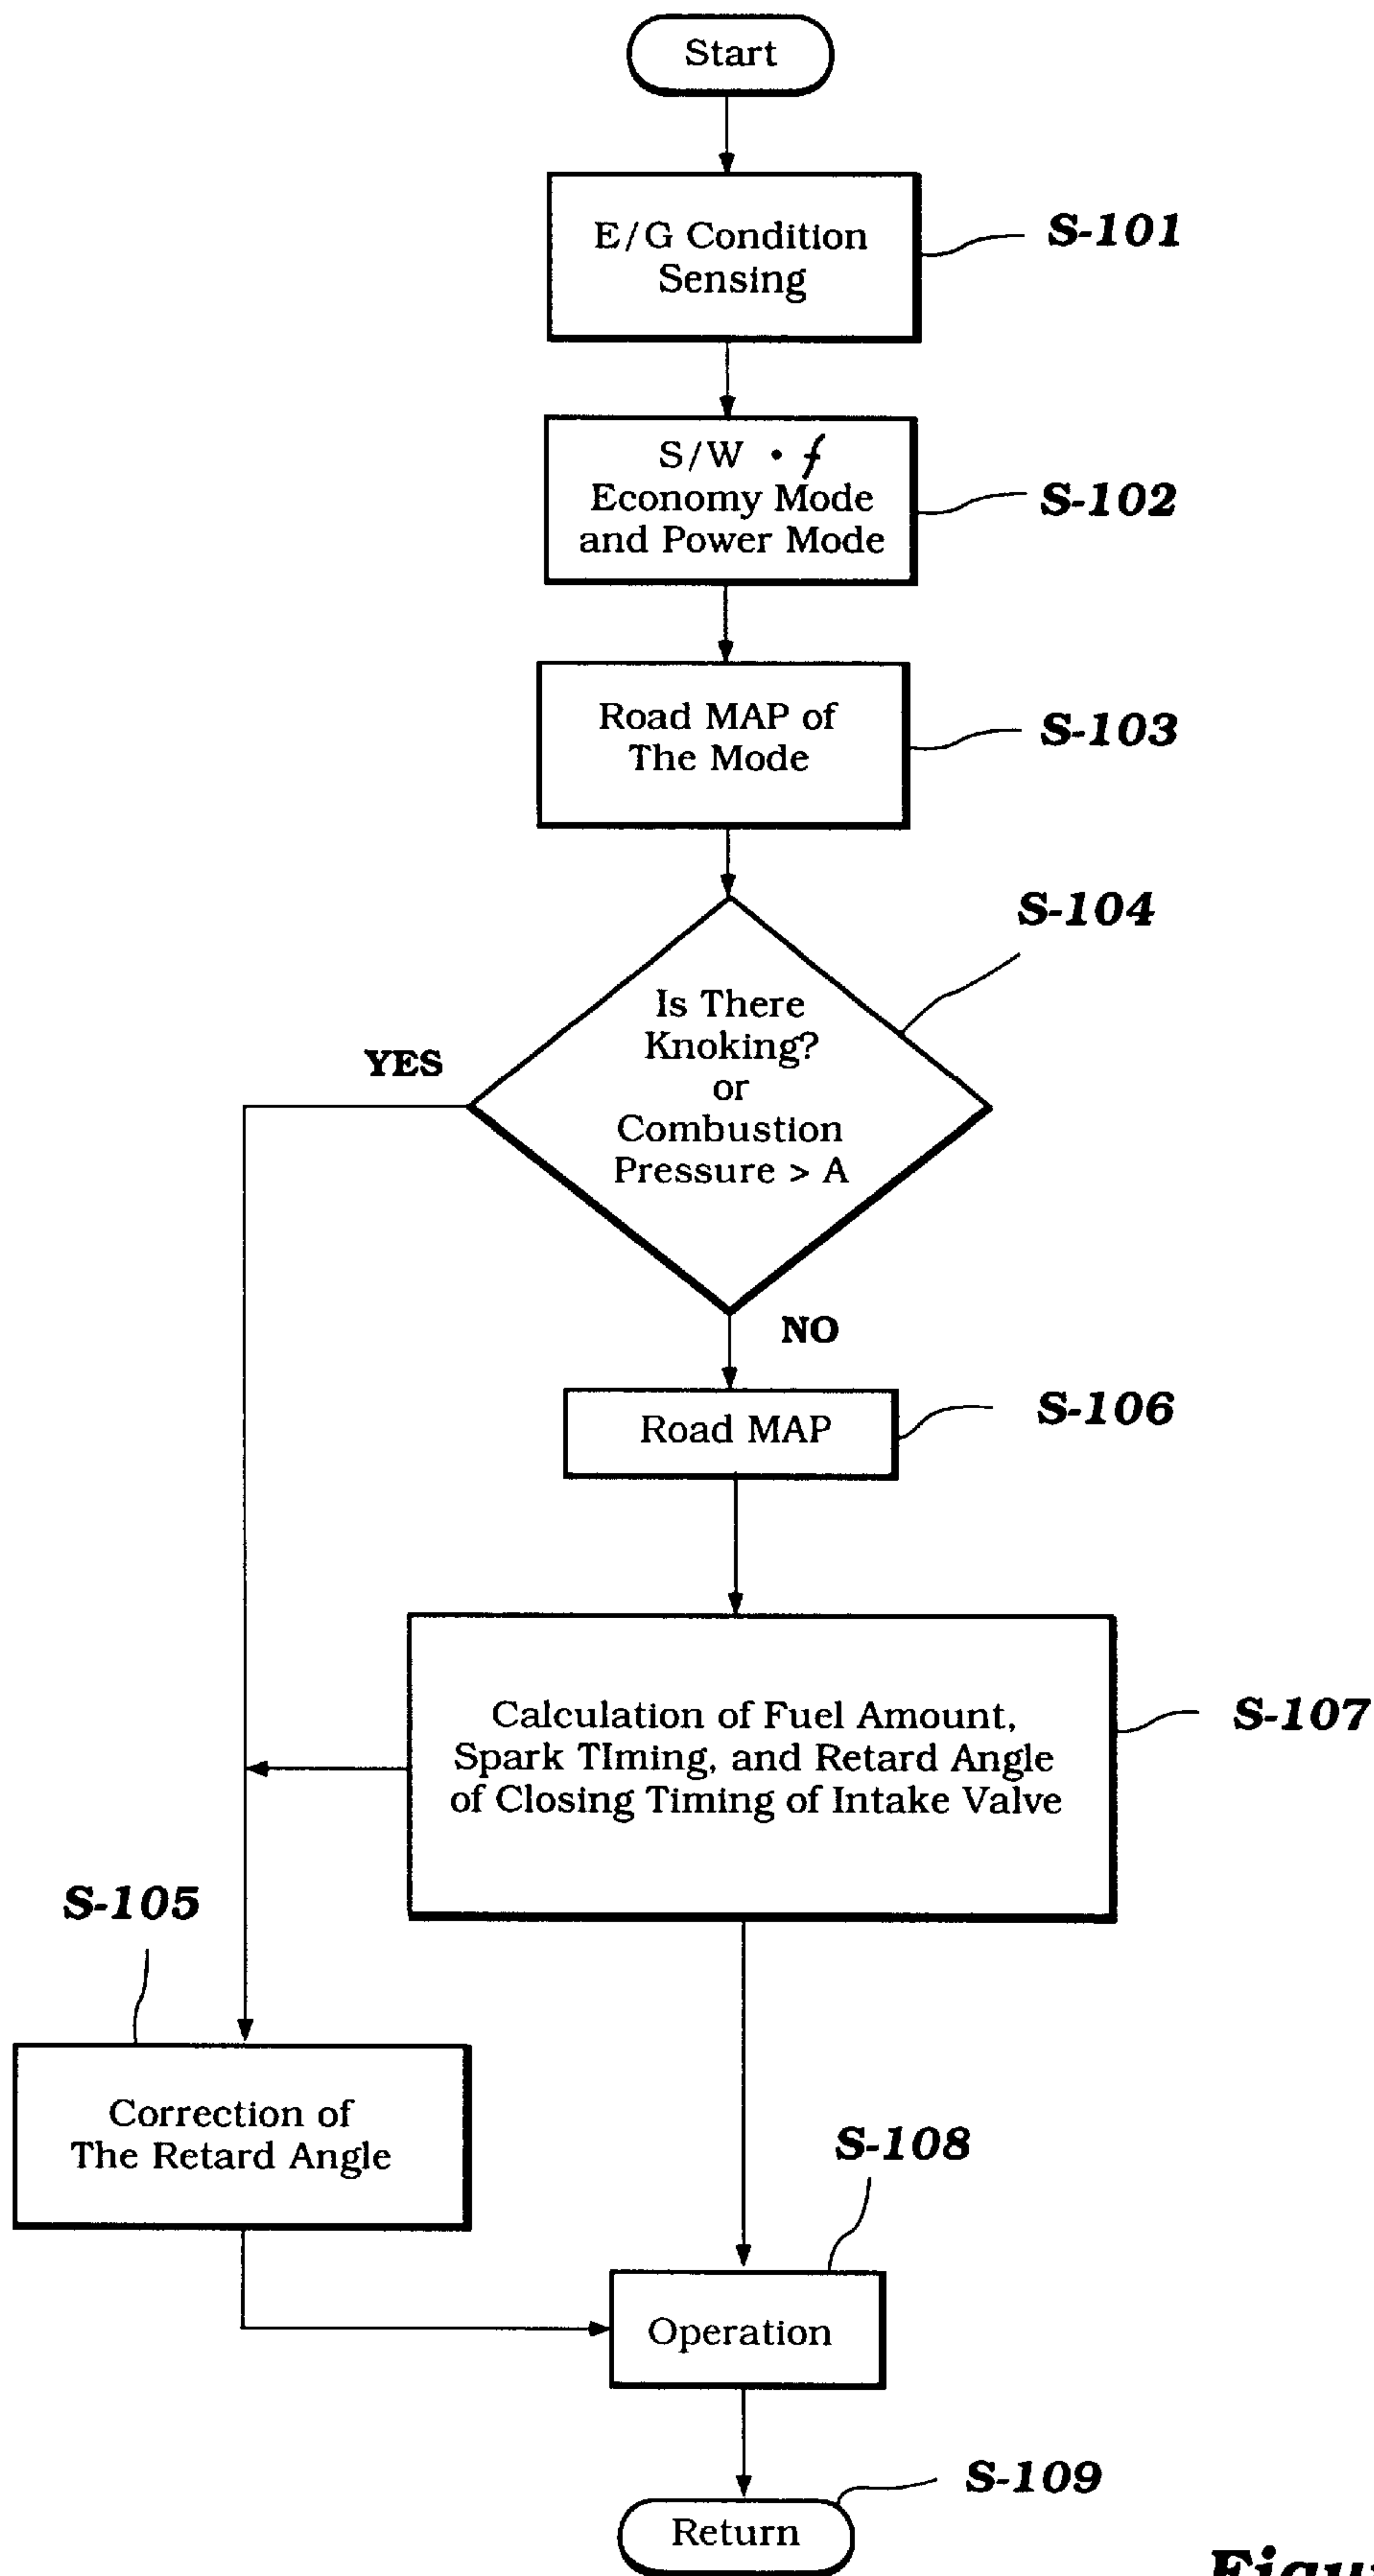 Start
E/G Condition
Sensing
S-101
S/W • f
Economy Mode
and Power Mode
S-102
Road MAP of
The Mode
S-103
S-104
Is There
Knoking?
or
Combustion
Pressure > A
YES
NO
Road MAP
S-106
Calculation of Fuel Amount,
Spark TIming, and Retard Angle
of Closing Timing of Intake Valve
S-107
S-105
Correction of
The Retard Angle
S-108
Operation
S-109
Return